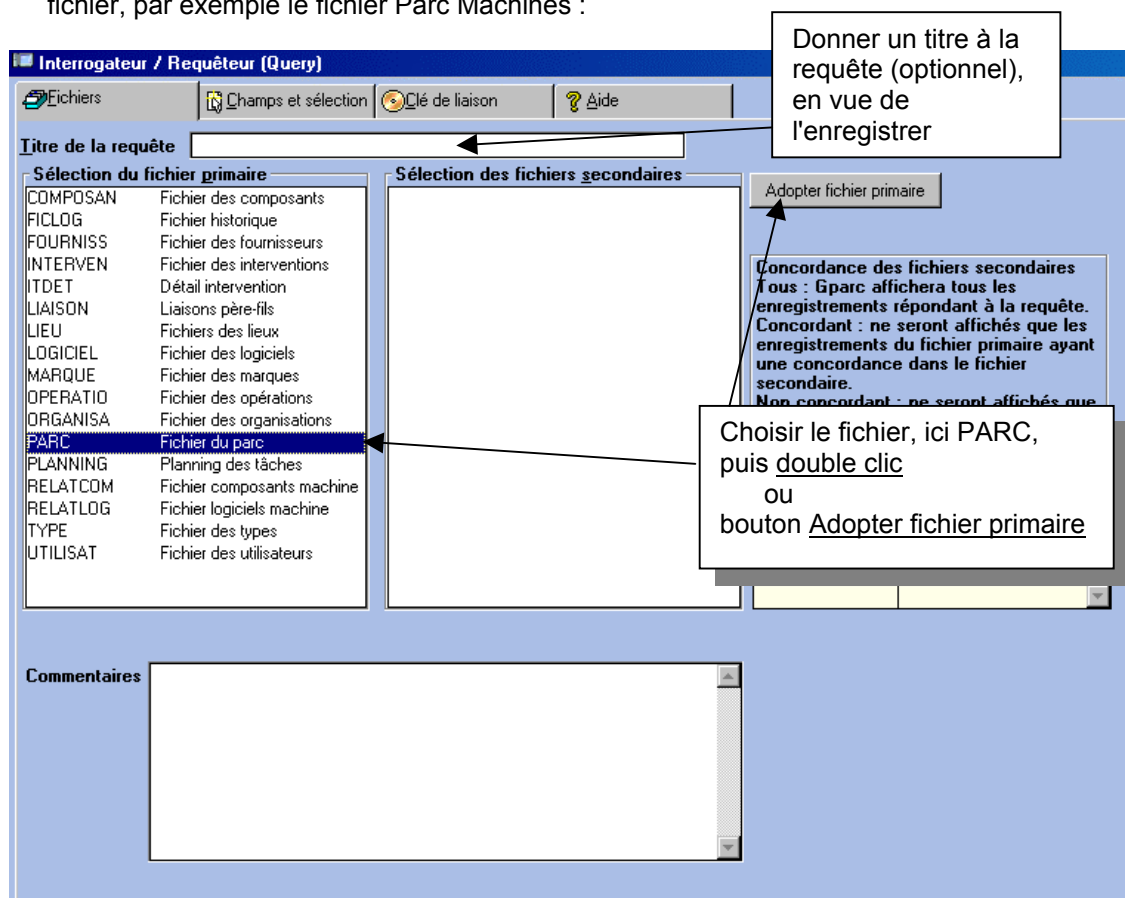 fichier, par exemple le fichier Parc Machines :
Donner un titre à la
requête (optionnel),
en vue de
l'enregistrer
Interrogateur / Requêteur (Query)
Fichiers
Champs et sélection
Clé de liaison
Aide
Titre de la requête
Sélection du fichier primaire
Sélection des fichiers secondaires
Adopter fichier primaire
COMPOSAN Fichier des composants
FICLOG Fichier historique
FOURNISS Fichier des fournisseurs
INTERVEN Fichier des interventions
ITDET Détail intervention
LIAISON Liaisons père-fils
LIEU Fichiers des lieux
LOGICIEL Fichier des logiciels
MARQUE Fichier des marques
OPERATIO Fichier des opérations
ORGANISA Fichier des organisations
PARC Fichier du parc
PLANNING Planning des tâches
RELATCOM Fichier composants machine
RELATLOG Fichier logiciels machine
TYPE Fichier des types
UTILISAT Fichier des utilisateurs
Concordance des fichiers secondaires
Tous : Gparc affichera tous les
enregistrements répondant à la requête.
Concordant : ne seront affichés que les
enregistrements du fichier primaire ayant
une concordance dans le fichier
secondaire.
Non concordant : ne seront affichés que
Choisir le fichier, ici PARC,
puis double clic
ou
bouton Adopter fichier primaire
Commentaires